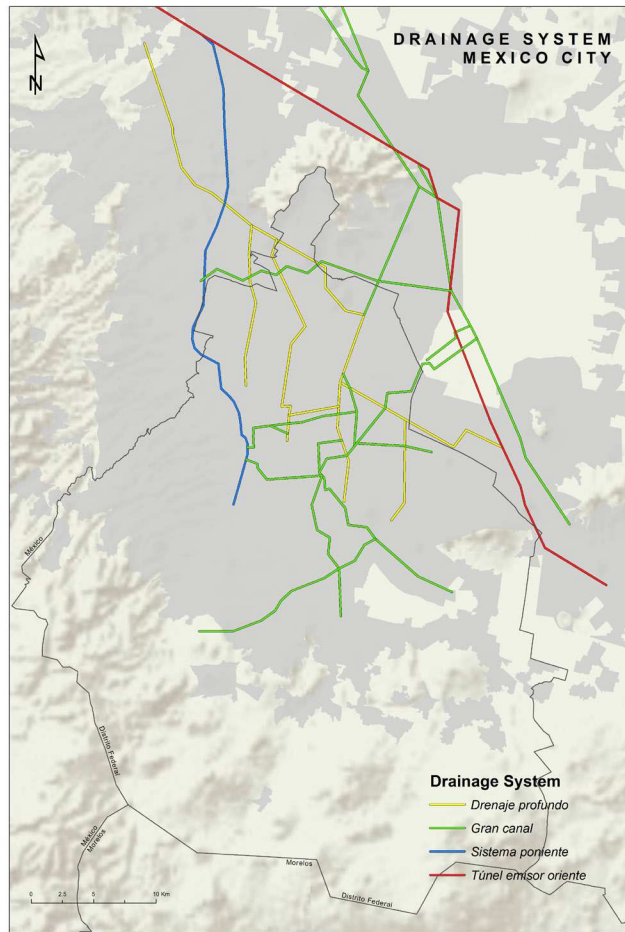 DRAINAGE SYSTEM
MEXICO CITY
N
México
Distrito Federal
México
Morelos
Morelos
Distrito Federal
Drainage System
Drenaje profundo
Gran canal
Sistema poniente
Túnel emisor oriente
0 2.5 5 10 Km